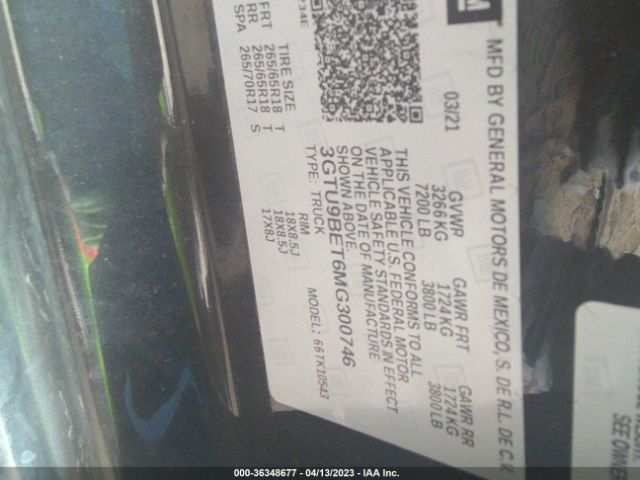 GM
MFD BY GENERAL MOTORS DE MEXICO, S. DE R.L. DE C.V.
03/21 GVWR GAWR FRT GAWR RR
3266 KG 1724 KG 1724 KG
7200 LB 3800 LB 3800 LB
THIS VEHICLE CONFORMS TO ALL
APPLICABLE U.S. FEDERAL MOTOR
VEHICLE SAFETY STANDARDS IN EFFECT
ON THE DATE OF MANUFACTURE
SHOWN ABOVE.
3GTU9BET6MG300746
TYPE: TRUCK MODEL: 66TK10543
TIRE SIZE RIM
FRT 265/65R18 T 18X8.5J
RR 265/65R18 T 18X8.5J
SPA 265/70R17 S 17X8J
SEE OWNE
000-36348677 - 04/13/2023 - IAA Inc.